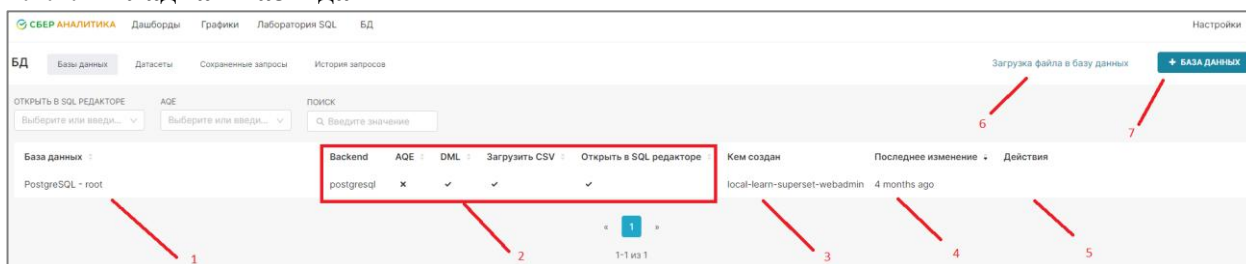 СБЕР АНАЛИТИКА Дашборды Графики Лаборатория SQL БД Настройки
БД Базы данных Датасеты Сохраненные запросы История запросов Загрузка файла в базу данных + БАЗА ДАННЫХ
ОТКРЫТЬ В SQL РЕДАКТОРЕ AQE ПОИСК
Выберите или введи... Выберите или введи... Введите значение
6 7
База данных Backend AQE DML Загрузить CSV Открыть в SQL редакторе Кем создан Последнее изменение Действия
PostgreSQL - root postgresql local-learn-superset-webadmin 4 months ago
« 1 »
1-1 из 1
1 2 3 4 5